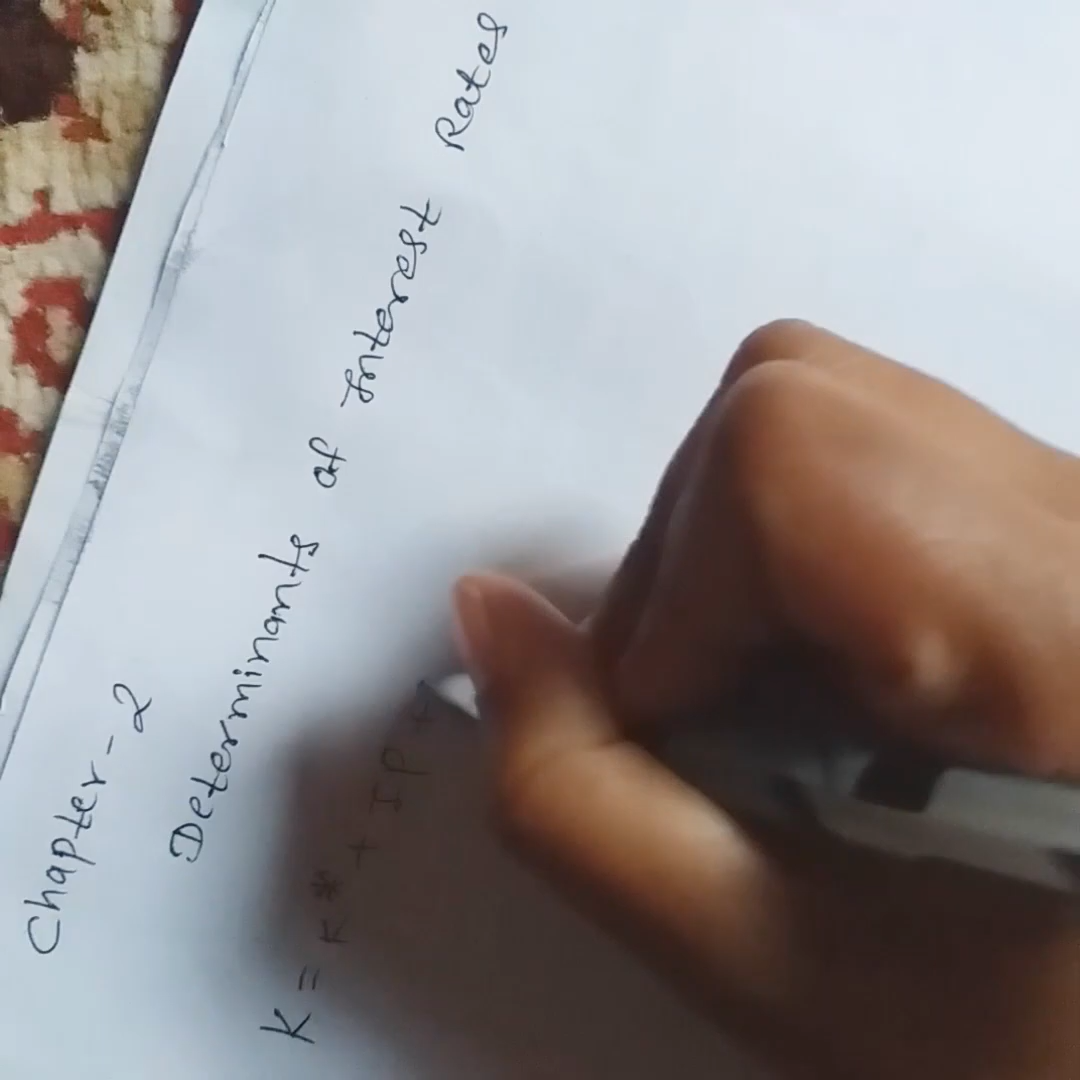 Chapter-2
Determinants of Interest Rates
K = K* + IP +